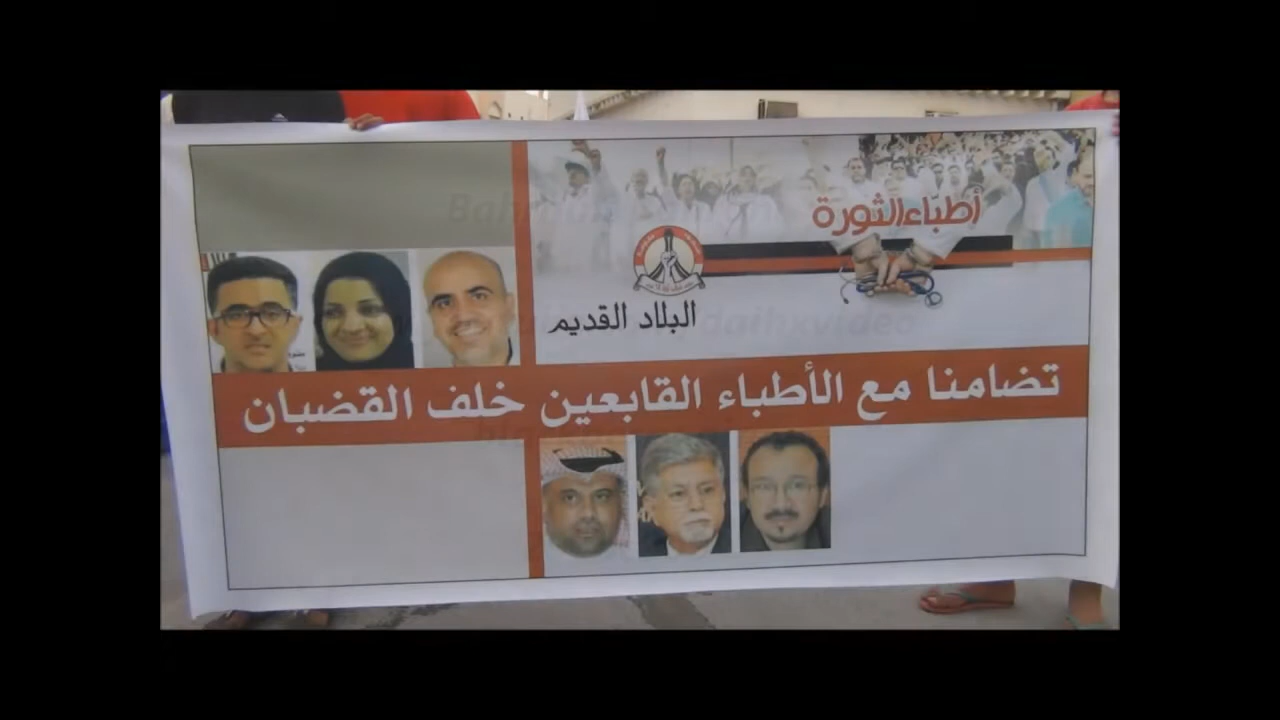 أطباء الثورة
البلاد القديم
تضامنا مع الأطباء القابعين خلف القضبان